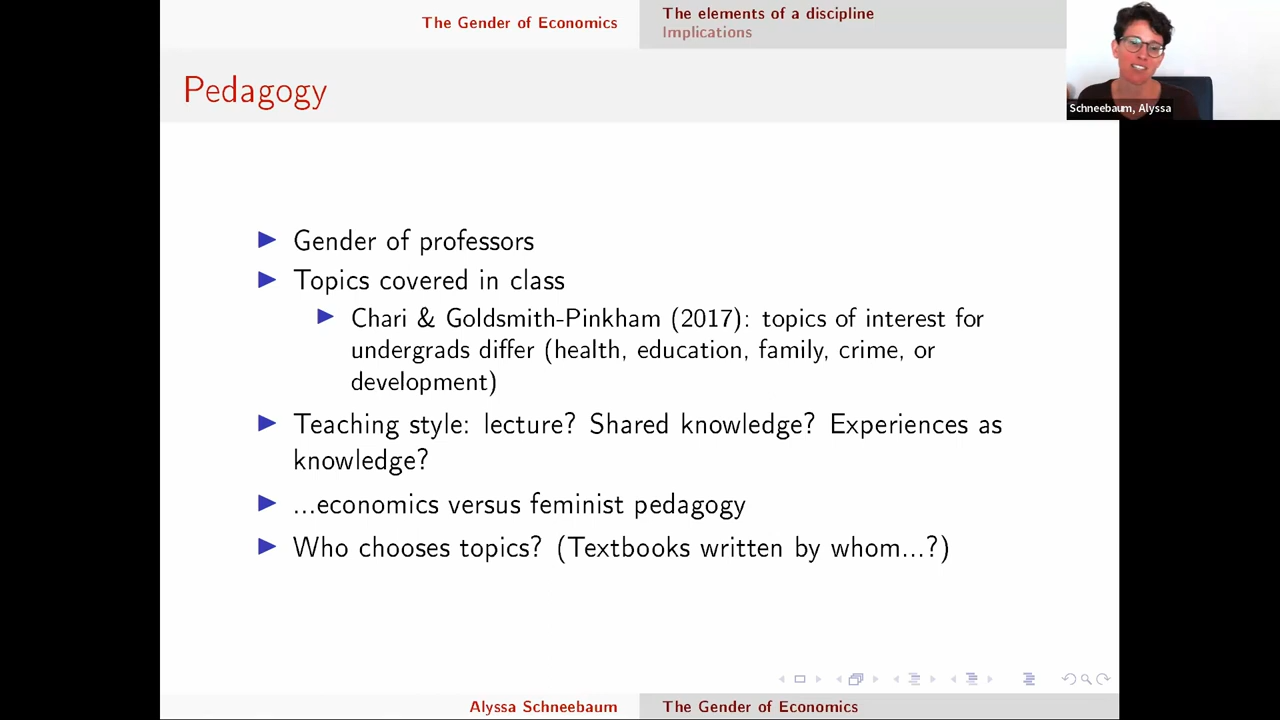 The Gender of Economics
The elements of a discipline
Implications
Schneebaum, Alyssa
Pedagogy
Gender of professors
Topics covered in class
Chari & Goldsmith-Pinkham (2017): topics of interest for
undergrads differ (health, education, family, crime, or
development)
Teaching style: lecture? Shared knowledge? Experiences as
knowledge?
...economics versus feminist pedagogy
Who chooses topics? (Textbooks written by whom...?)
Alyssa Schneebaum
The Gender of Economics